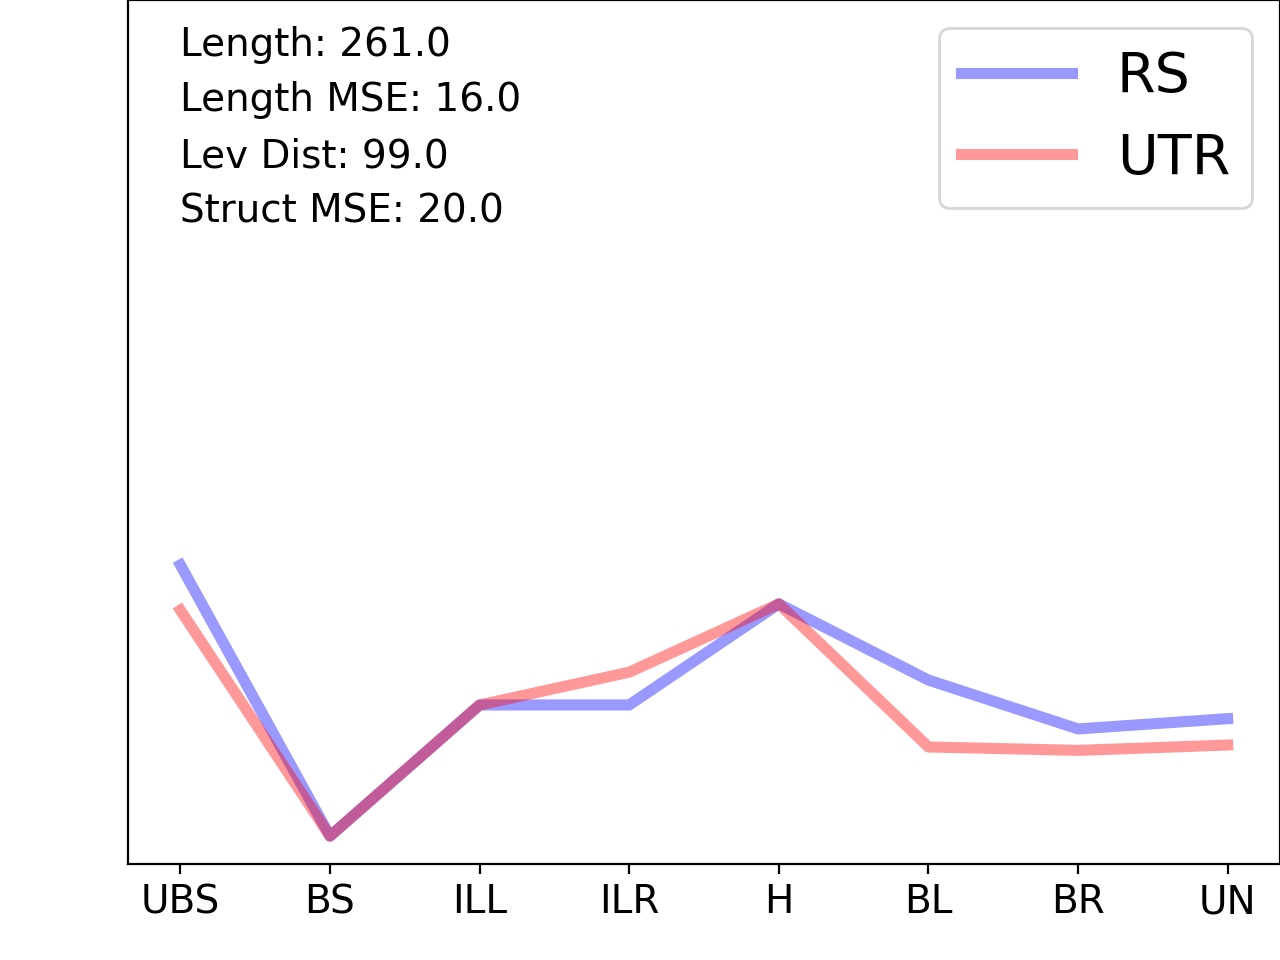 Length: 261.0
Length MSE: 16.0
Lev Dist: 99.0
Struct MSE: 20.0
RS
UTR
UBS BS ILL ILR H BL BR UN